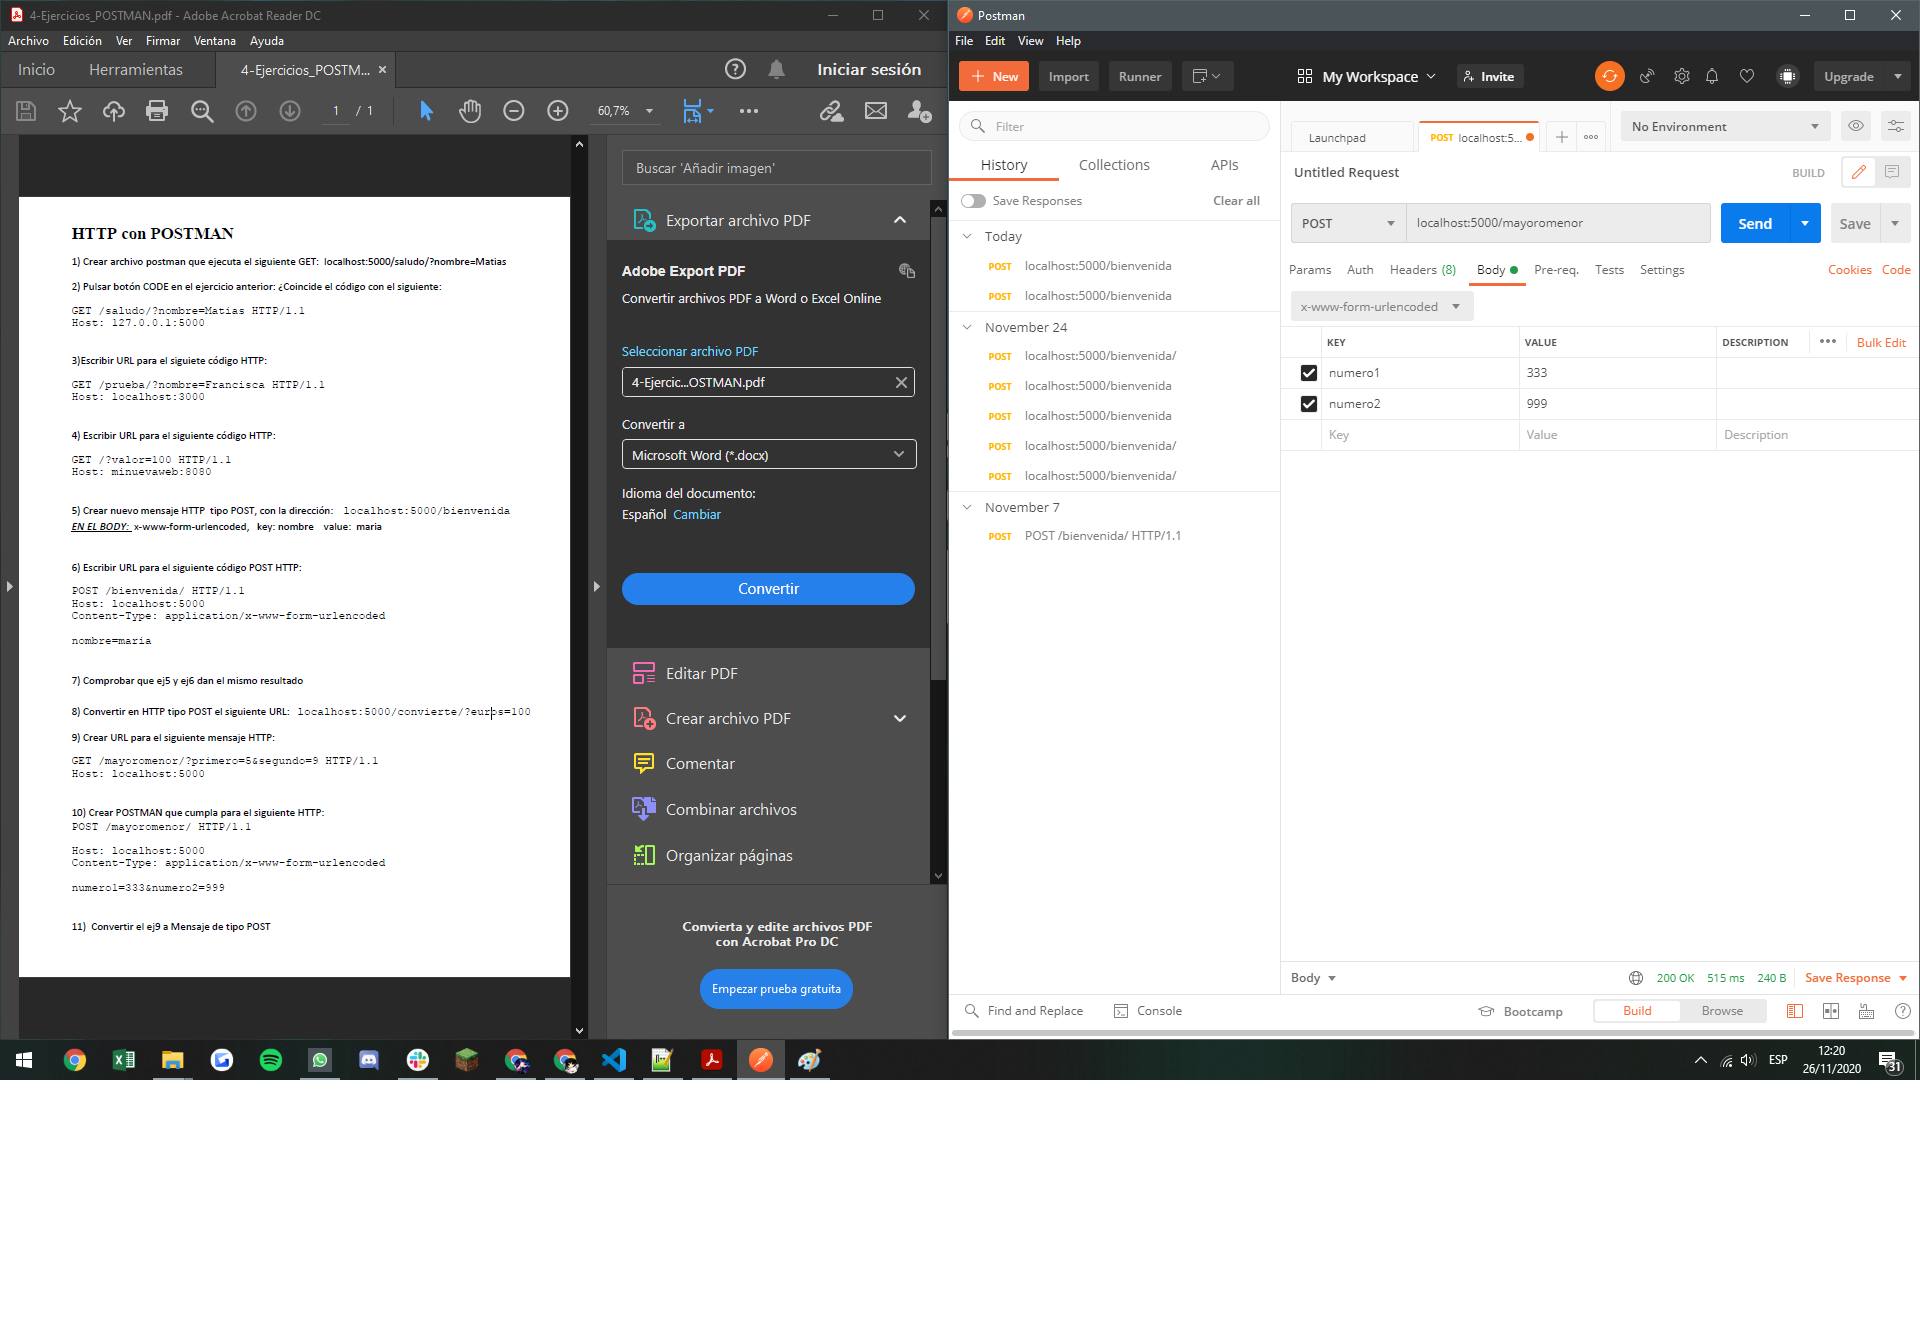 4-Ejercicios_POSTMAN.pdf - Adobe Acrobat Reader DC
Archivo Edición Ver Firmar Ventana Ayuda
Inicio Herramientas 4-Ejercicios_POSTM... Iniciar sesión
1 / 1 60,7%
HTTP con POSTMAN
1) Crear archivo postman que ejecuta el siguiente GET: localhost:5000/saludo/?nombre=Matias
2) Pulsar botón CODE en el ejercicio anterior: ¿Coincide el código con el siguiente:
GET /saludo/?nombre=Matias HTTP/1.1
Host: 127.0.0.1:5000
3)Escribir URL para el siguiete código HTTP:
GET /prueba/?nombre=Francisca HTTP/1.1
Host: localhost:3000
4) Escribir URL para el siguiente código HTTP:
GET /?valor=100 HTTP/1.1
Host: minuevaweb:8080
5) Crear nuevo mensaje HTTP tipo POST, con la dirección: localhost:5000/bienvenida
EN EL BODY: x-www-form-urlencoded, key: nombre value: maria
6) Escribir URL para el siguiente código POST HTTP:
POST /bienvenida/ HTTP/1.1
Host: localhost:5000
Content-Type: application/x-www-form-urlencoded
nombre=maria
7) Comprobar que ej5 y ej6 dan el mismo resultado
8) Convertir en HTTP tipo POST el siguiente URL: localhost:5000/convierte/?euros=100
9) Crear URL para el siguiente mensaje HTTP:
GET /mayoromenor/?primero=5&segundo=9 HTTP/1.1
Host: localhost:5000
10) Crear POSTMAN que cumpla para el siguiente HTTP:
POST /mayoromenor/ HTTP/1.1
Host: localhost:5000
Content-Type: application/x-www-form-urlencoded
numero1=333&numero2=999
11) Convertir el ej9 a Mensaje de tipo POST
Buscar 'Añadir imagen'
Exportar archivo PDF
Adobe Export PDF
Convertir archivos PDF a Word o Excel Online
Seleccionar archivo PDF
4-Ejercic...OSTMAN.pdf
Convertir a
Microsoft Word (*.docx)
Idioma del documento:
Español Cambiar
Convertir
Editar PDF
Crear archivo PDF
Comentar
Combinar archivos
Organizar páginas
Convierta y edite archivos PDF
con Acrobat Pro DC
Empezar prueba gratuita
Postman
File Edit View Help
New Import Runner My Workspace Invite Upgrade
Filter
History Collections APIs
Save Responses Clear all
Today
POST localhost:5000/bienvenida
POST localhost:5000/bienvenida
November 24
POST localhost:5000/bienvenida/
POST localhost:5000/bienvenida
POST localhost:5000/bienvenida
POST localhost:5000/bienvenida/
POST localhost:5000/bienvenida/
November 7
POST POST /bienvenida/ HTTP/1.1
Launchpad POST localhost:5... No Environment
Untitled Request BUILD
POST localhost:5000/mayoromenor Send Save
Params Auth Headers (8) Body Pre-req. Tests Settings Cookies Code
x-www-form-urlencoded
KEY VALUE DESCRIPTION Bulk Edit
numero1 333
numero2 999
Key Value Description
Body 200 OK 515 ms 240 B Save Response
Find and Replace Console Bootcamp Build Browse
ESP 12:20
26/11/2020
31